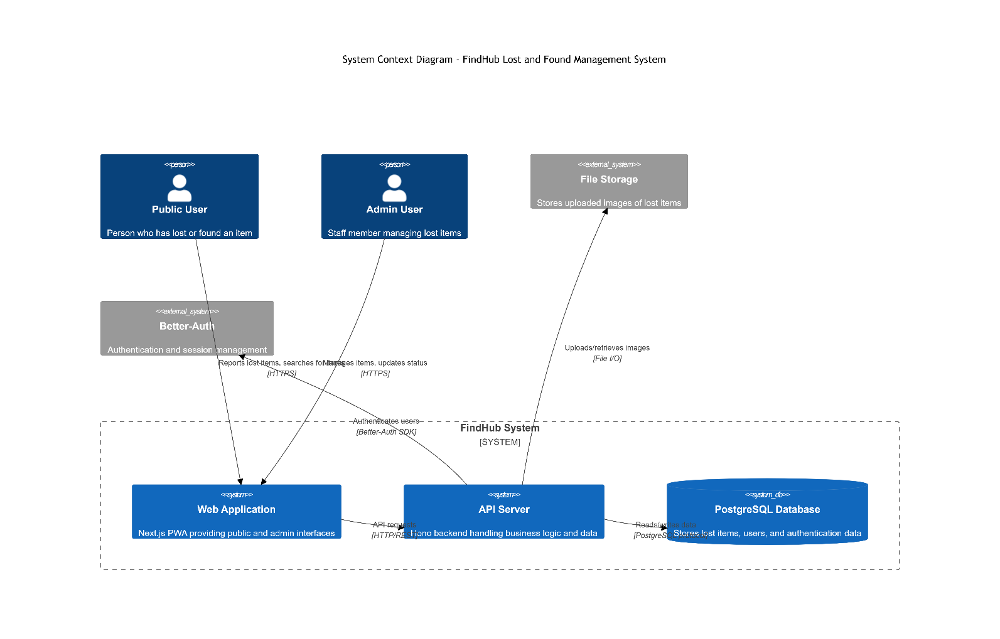 System Context Diagram - FindHub Lost and Found Management System
<<person>>
Public User
Person who has lost or found an item
<<person>>
Admin User
Staff member managing lost items
<<external_system>>
File Storage
Stores uploaded images of lost items
<<external_system>>
Better-Auth
Authentication and session management
Reports lost items, searches for items
[HTTPS]
Manages items, updates status
[HTTPS]
Uploads/retrieves images
[File I/O]
Authenticates users
[Better-Auth SDK]
FindHub System
[SYSTEM]
<<system>>
Web Application
Next.js PWA providing public and admin interfaces
API requests
[HTTP/REST]
<<system>>
API Server
Hono backend handling business logic and data
Reads/writes data
[PostgreSQL protocol]
<<system_db>>
PostgreSQL Database
Stores lost items, users, and authentication data